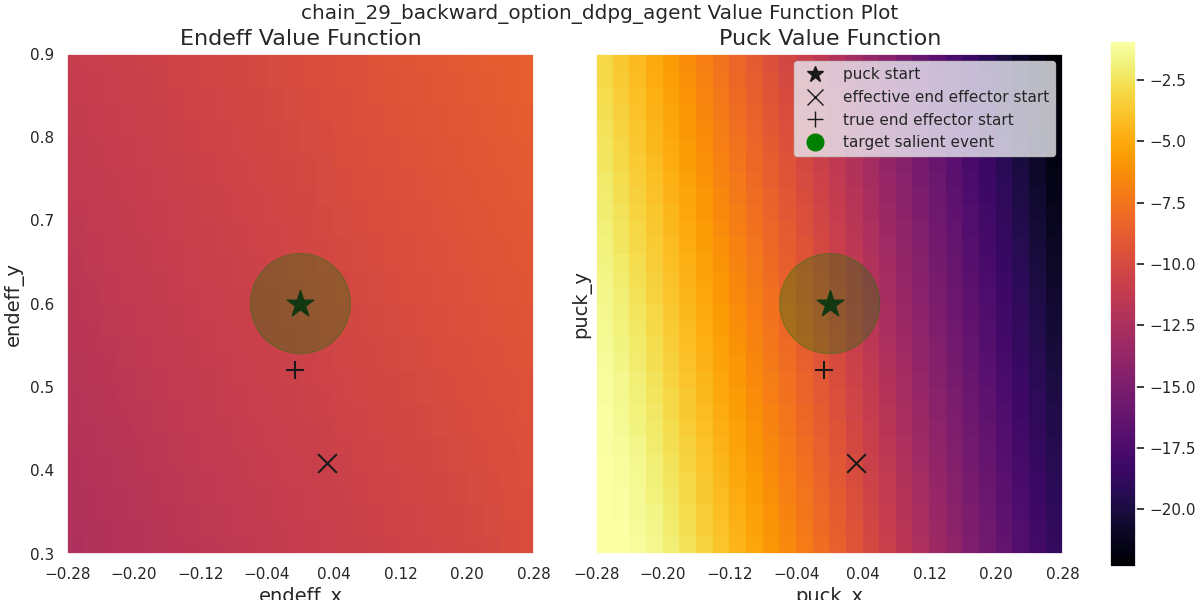 chain_29_backward_option_ddpg_agent Value Function Plot
Endeff Value Function
Puck Value Function
0.9
0.8
0.7
0.6
0.5
0.4
0.3
endeff_y
−0.28 −0.20 −0.12 −0.04 0.04 0.12 0.20 0.28
endeff_x
puck_y
puck start
effective end effector start
true end effector start
target salient event
−0.28 −0.20 −0.12 −0.04 0.04 0.12 0.20 0.28
puck_x
−2.5
−5.0
−7.5
−10.0
−12.5
−15.0
−17.5
−20.0